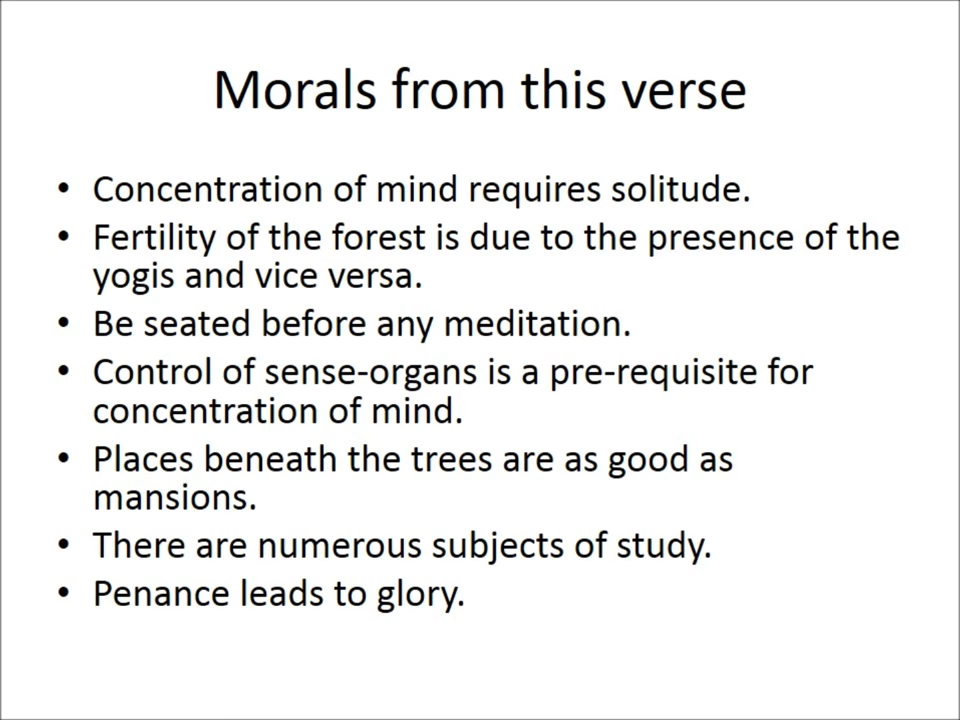 Morals from this verse
• Concentration of mind requires solitude.
• Fertility of the forest is due to the presence of the
yogis and vice versa.
• Be seated before any meditation.
• Control of sense-organs is a pre-requisite for
concentration of mind.
• Places beneath the trees are as good as
mansions.
• There are numerous subjects of study.
• Penance leads to glory.